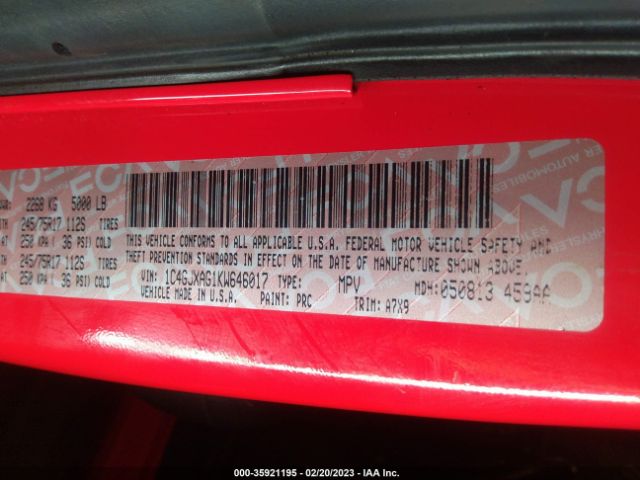 2268 KG 5000 LB
245/75R17 112S TIRES
250 KPA ( 36 PSI) COLD
245/75R17 112S TIRES
250 KPA ( 36 PSI) COLD
THIS VEHICLE CONFORMS TO ALL APPLICABLE U.S.A. FEDERAL MOTOR VEHICLE SAFETY AND
THEFT PREVENTION STANDARDS IN EFFECT ON THE DATE OF MANUFACTURE SHOWN ABOVE.
VIN: 1C4GJXAG1KW646017 TYPE: MPV MDH: 050813 459AA
VEHICLE MADE IN U.S.A. PAINT: PRC TRIM: A7X9
000-35921195 - 02/20/2023 - IAA Inc.